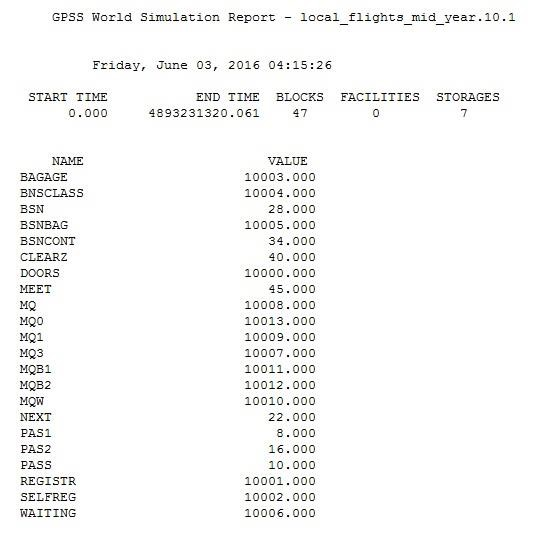 GPSS World Simulation Report - local_flights_mid_year.10.1
Friday, June 03, 2016 04:15:26
START TIME END TIME BLOCKS FACILITIES STORAGES
0.000 4893231320.061 47 0 7
NAME VALUE
BAGAGE 10003.000
BNSCLASS 10004.000
BSN 28.000
BSNBAG 10005.000
BSNCONT 34.000
CLEARZ 40.000
DOORS 10000.000
MEET 45.000
MQ 10008.000
MQ0 10013.000
MQ1 10009.000
MQ3 10007.000
MQB1 10011.000
MQB2 10012.000
MQW 10010.000
NEXT 22.000
PAS1 8.000
PAS2 16.000
PASS 10.000
REGISTR 10001.000
SELFREG 10002.000
WAITING 10006.000